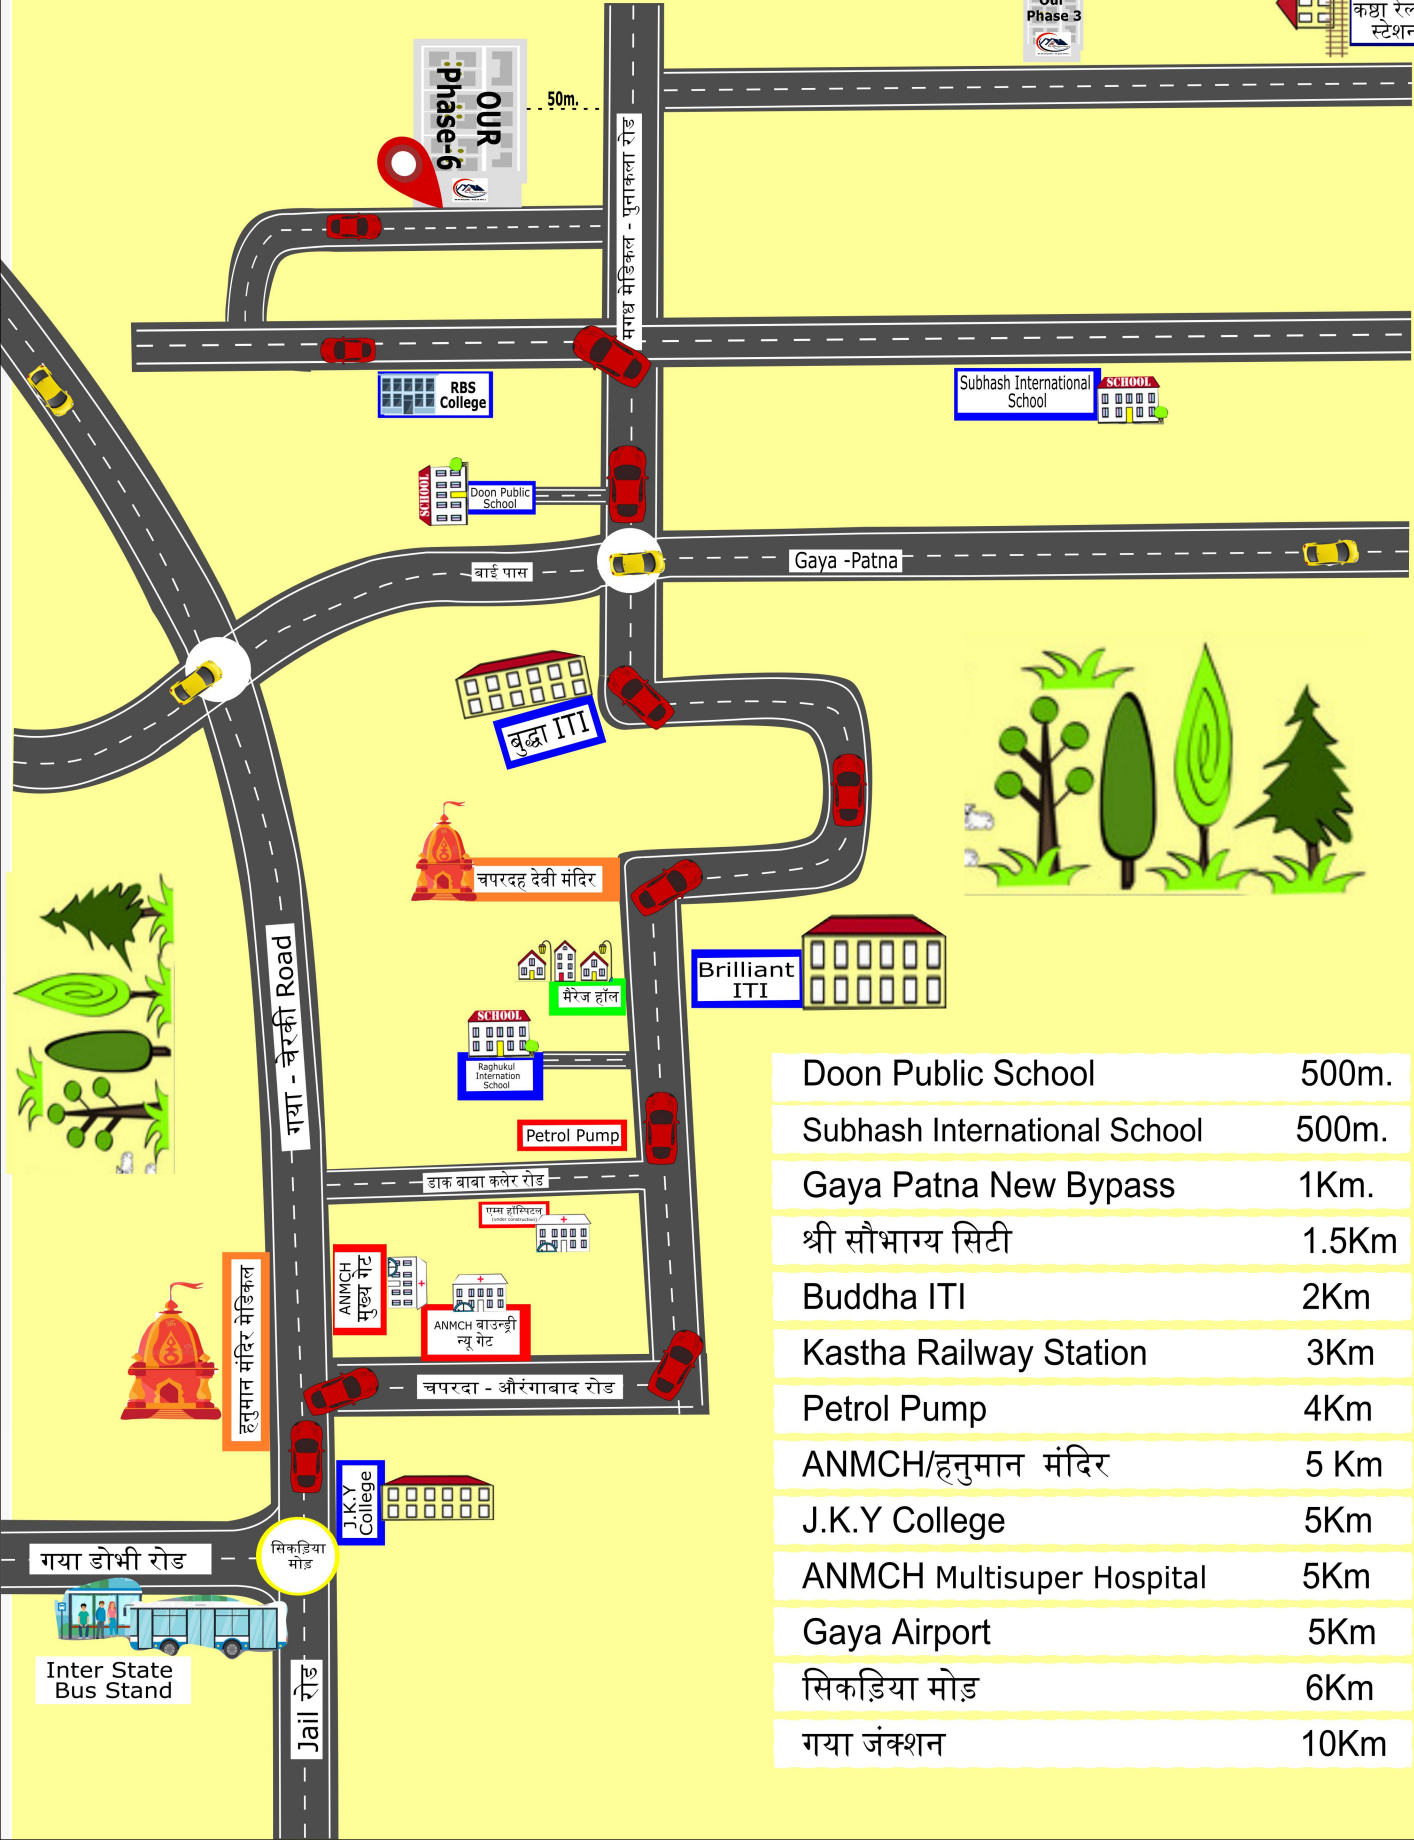 Our
Phase 3
कष्ठा रेल
स्टेशन
OUR
Phase-6
50m.
मगध मेडिकल - पुनाकला रोड
RBS
College
Subhash International
School
SCHOOL
SCHOOL
Doon Public
School
बाई पास
Gaya -Patna
बुद्धा ITI
चपरदह देवी मंदिर
Brilliant
ITI
मैरेज हॉल
SCHOOL
Raghukul
Internation
School
गया - चेरकी Road
Petrol Pump
डाक बाबा कलेर रोड
एम्स हॉस्पिटल
(under construction)
ANMCH
मुख्य गेट
ANMCH बाउन्ड्री
न्यू गेट
हनुमान मंदिर मेडिकल
चपरदा - औरंगाबाद रोड
J.K.Y
College
सिकड़िया
मोड़
गया डोभी रोड
Inter State
Bus Stand
Jail रोड
Doon Public School 500m.
Subhash International School 500m.
Gaya Patna New Bypass 1Km.
श्री सौभाग्य सिटी 1.5Km
Buddha ITI 2Km
Kastha Railway Station 3Km
Petrol Pump 4Km
ANMCH/हनुमान मंदिर 5 Km
J.K.Y College 5Km
ANMCH Multisuper Hospital 5Km
Gaya Airport 5Km
सिकड़िया मोड़ 6Km
गया जंक्शन 10Km